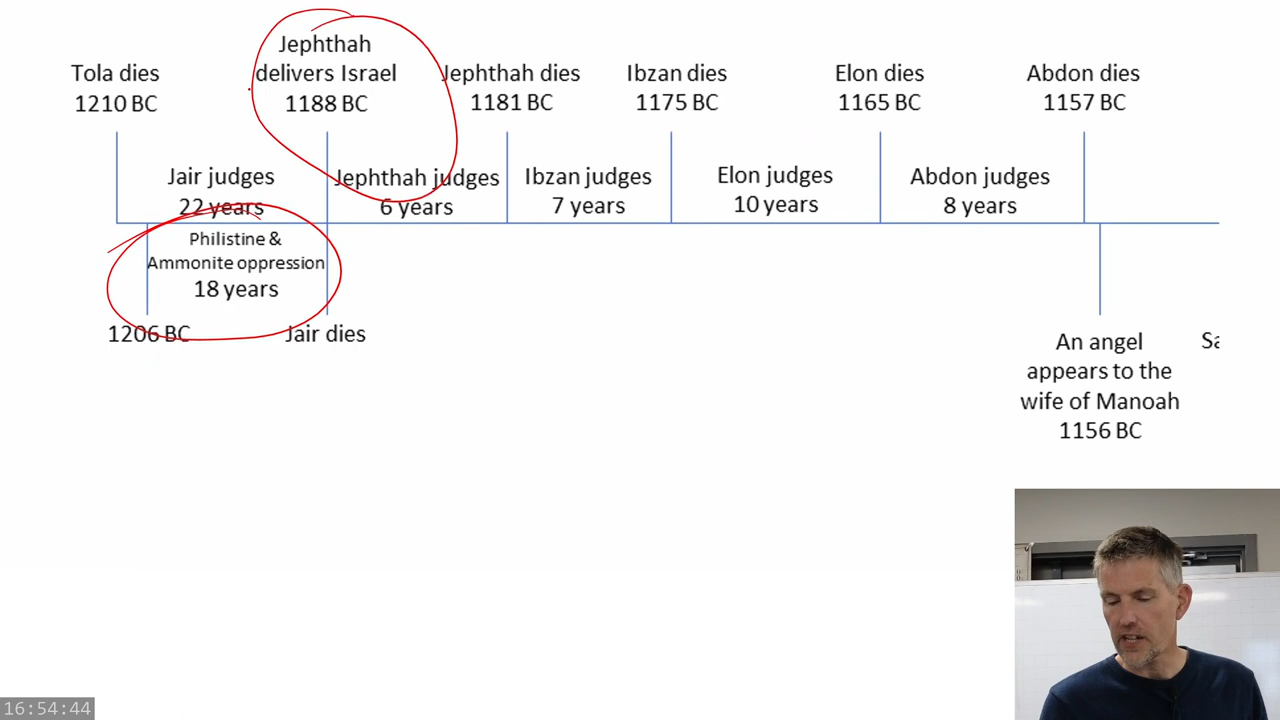 Tola dies
1210 BC
Jephthah
delivers Israel
1188 BC
Jephthah dies
1181 BC
Ibzan dies
1175 BC
Elon dies
1165 BC
Abdon dies
1157 BC
Jair judges
22 years
Jephthah judges
6 years
Ibzan judges
7 years
Elon judges
10 years
Abdon judges
8 years
Philistine &
Ammonite oppression
18 years
1206 BC
Jair dies
An angel
appears to the
wife of Manoah
1156 BC
16:54:44